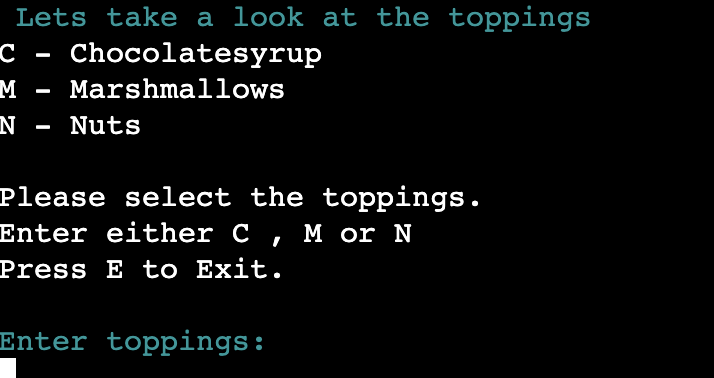 Lets take a look at the toppings
C - Chocolatesyrup
M - Marshmallows
N - Nuts
Please select the toppings.
Enter either C , M or N
Press E to Exit.
Enter toppings: